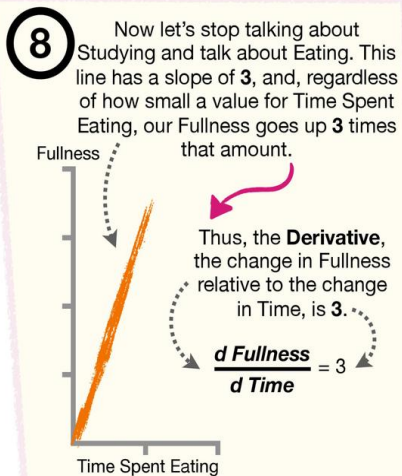 8
Now let's stop talking about
Studying and talk about Eating. This
line has a slope of 3, and, regardless
of how small a value for Time Spent
Eating, our Fullness goes up 3 times
that amount.
Fullness
Thus, the Derivative,
the change in Fullness
relative to the change
in Time, is 3.
d Fullness
d Time
= 3
Time Spent Eating